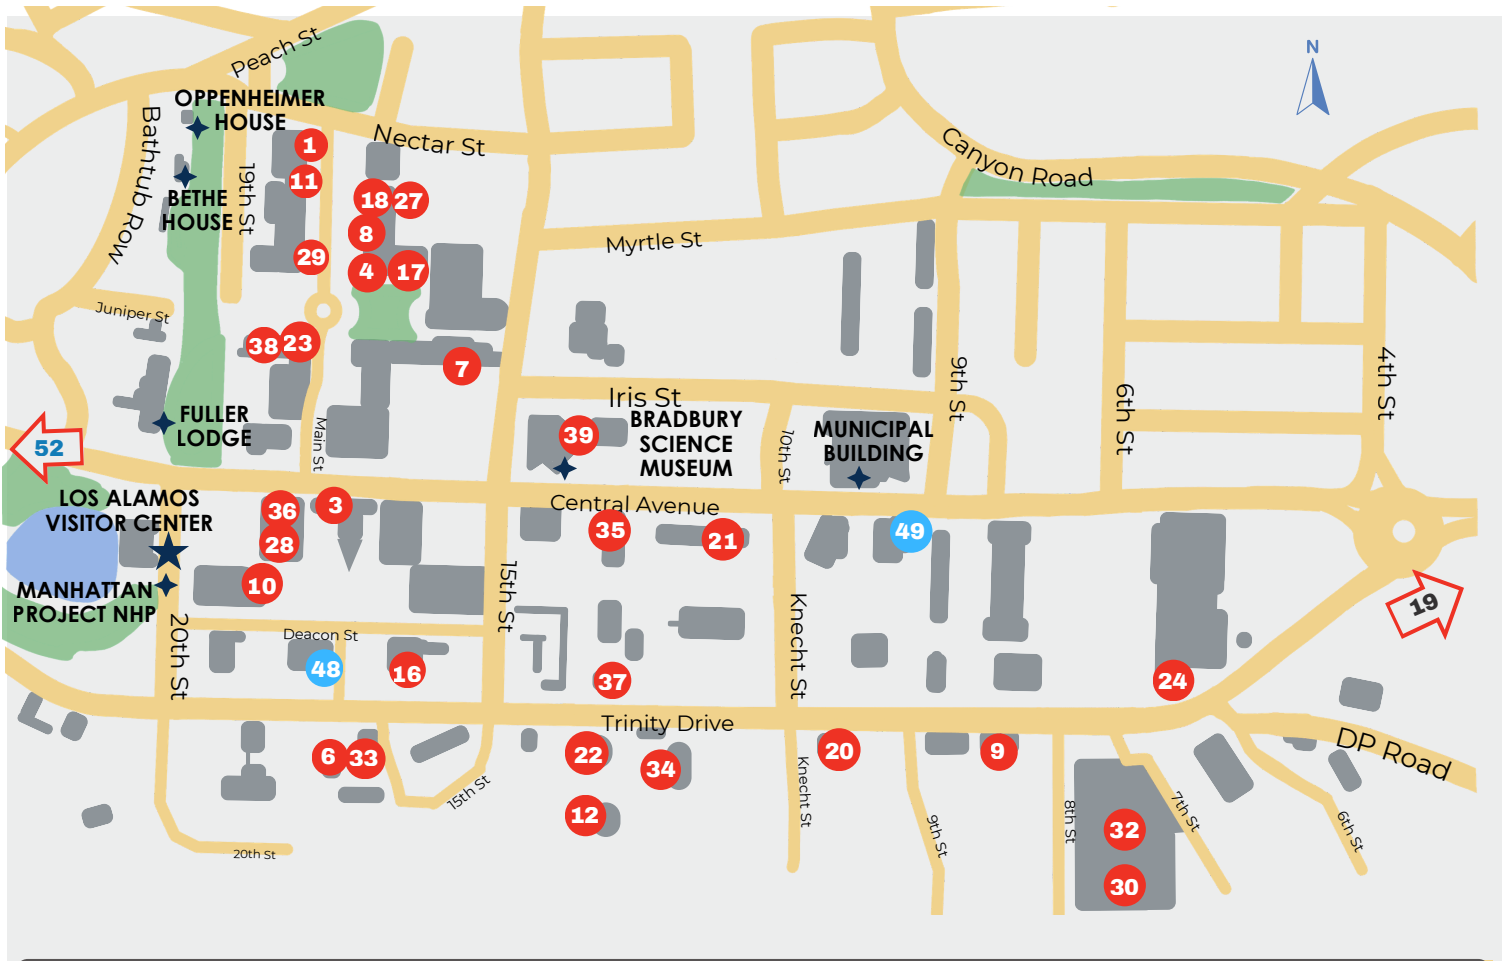 N
Peach St
OPPENHEIMER
HOUSE
Bathtub Row
Nectar St
1
Canyon Road
11
19th St
BETHE
HOUSE
18
27
8
Myrtle St
29
4
17
Juniper St
38
23
7
9th St
6th St
4th St
Iris St
FULLER
LODGE
Main St
39
BRADBURY
SCIENCE
MUSEUM
10th St
MUNICIPAL
BUILDING
52
LOS ALAMOS
VISITOR CENTER
36
3
Central Avenue
28
35
21
49
MANHATTAN
PROJECT NHP
10
15th St
Knecht St
19
20th St
Deacon St
48
16
37
24
Trinity Drive
6
33
22
34
20
9
DP Road
15th St
Knecht St
12
9th St
8th St
7th St
6th St
32
30
20th St